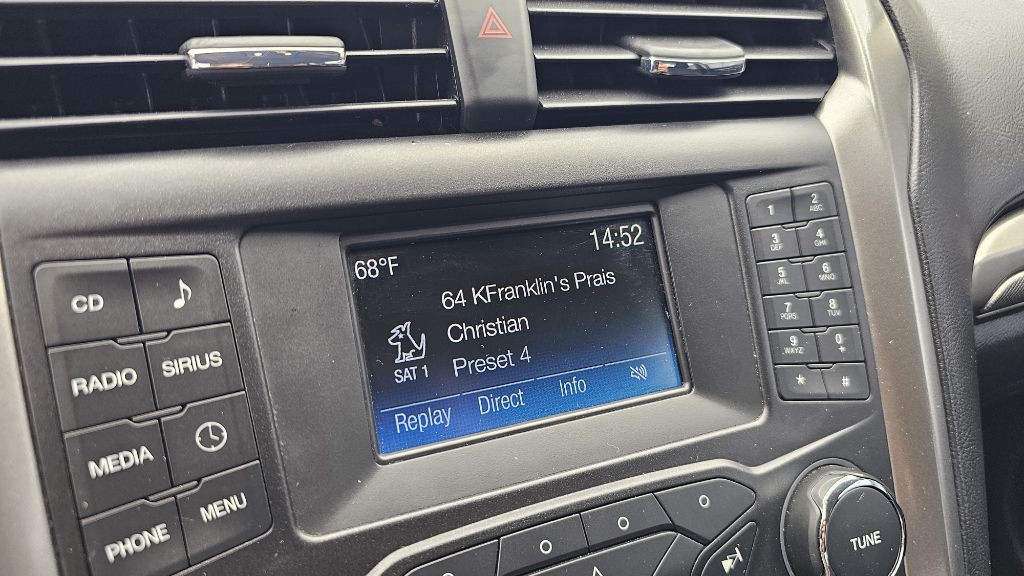 68°F
14:52
64 KFranklin's Prais
Christian
SAT 1
Preset 4
Replay Direct Info
CD
RADIO SIRIUS
MEDIA
PHONE MENU
1 2 ABC
3 DEF 4 GHI
5 JKL 6 MNO
7 PQRS 8 TUV
9 WXYZ 0 +
* #
TUNE